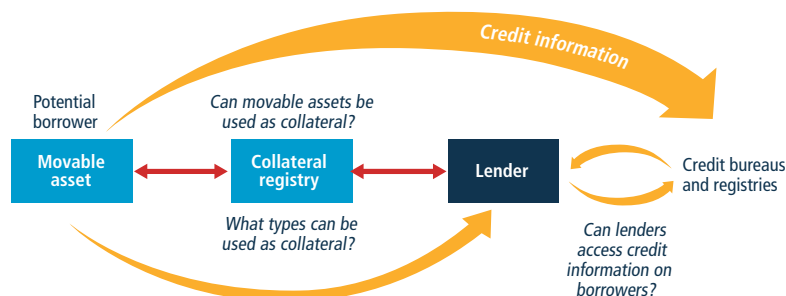 Credit information
Potential
borrower
Can movable assets be
used as collateral?
Movable
asset
Collateral
registry
Lender
Credit bureaus
and registries
What types can be
used as collateral?
Can lenders
access credit
information on
borrowers?